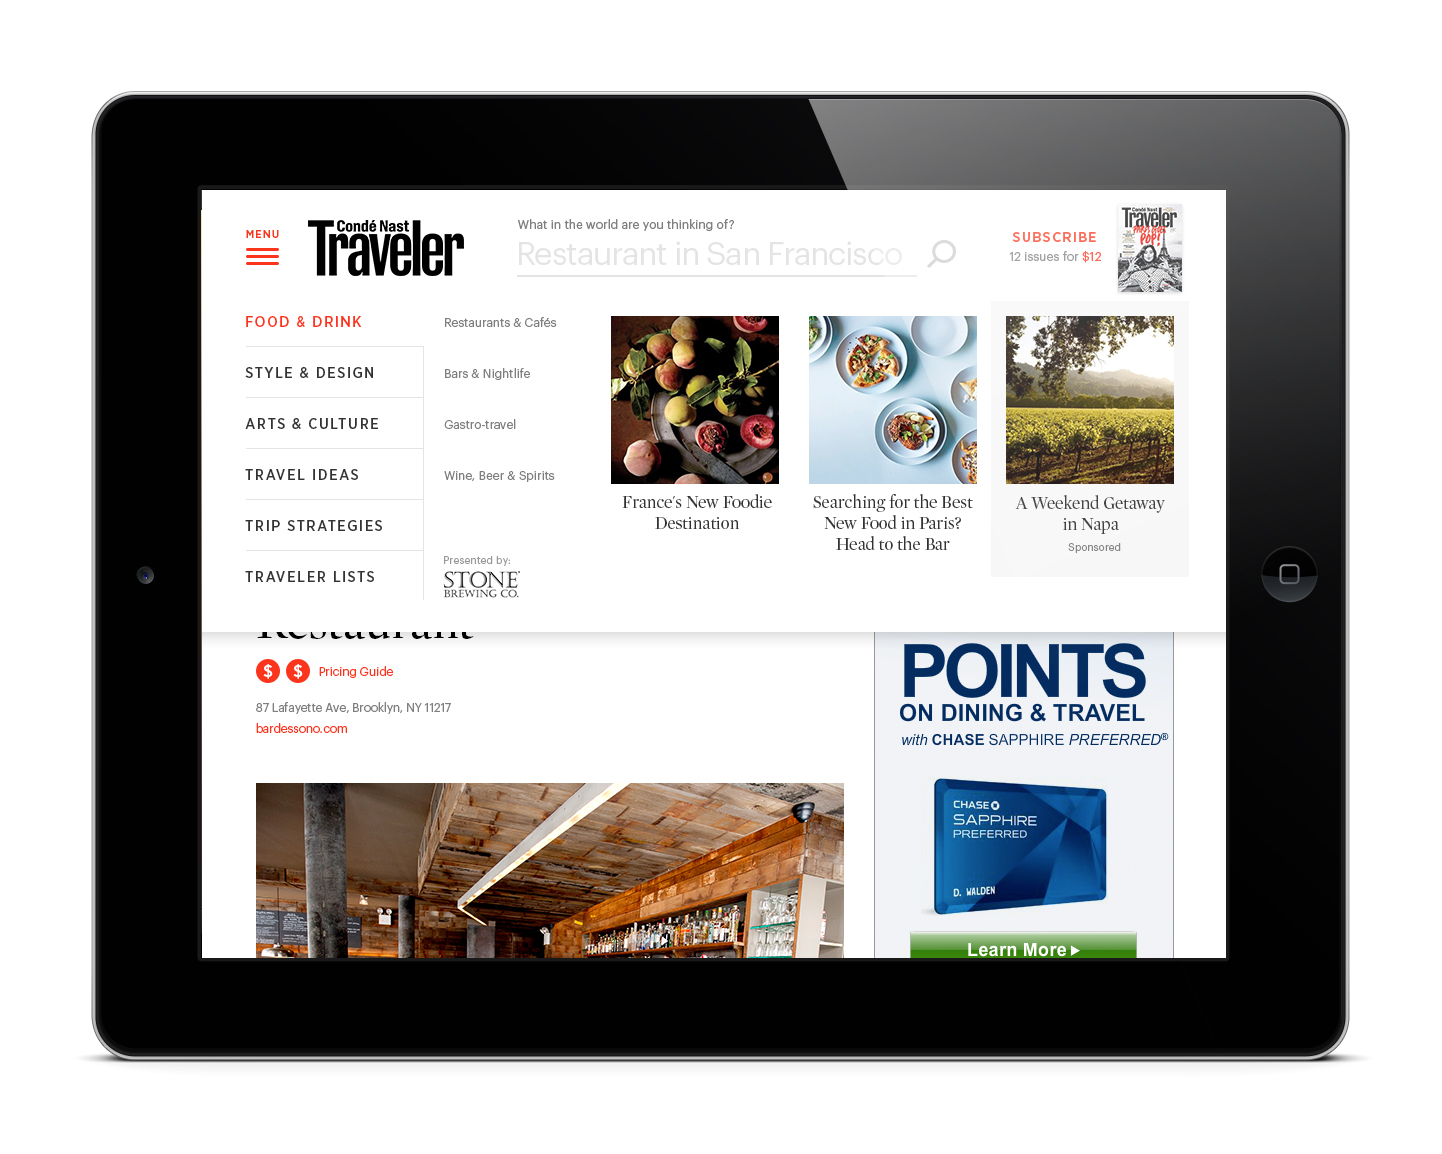 MENU
Condé Nast
Traveler
What in the world are you thinking of?
Restaurant in San Francisco
SUBSCRIBE
12 issues for $12
Condé Nast
Traveler
POP!
FOOD & DRINK
STYLE & DESIGN
ARTS & CULTURE
TRAVEL IDEAS
TRIP STRATEGIES
TRAVELER LISTS
Restaurants & Cafés
Bars & Nightlife
Gastro-travel
Wine, Beer & Spirits
Presented by:
STONE
BREWING CO.
France's New Foodie
Destination
Searching for the Best
New Food in Paris?
Head to the Bar
A Weekend Getaway
in Napa
Sponsored
Restaurant
$ $ Pricing Guide
87 Lafayette Ave, Brooklyn, NY 11217
bardessono.com
POINTS
ON DINING & TRAVEL
with CHASE SAPPHIRE PREFERRED®
CHASE
SAPPHIRE
PREFERRED
D. WALDEN
Learn More